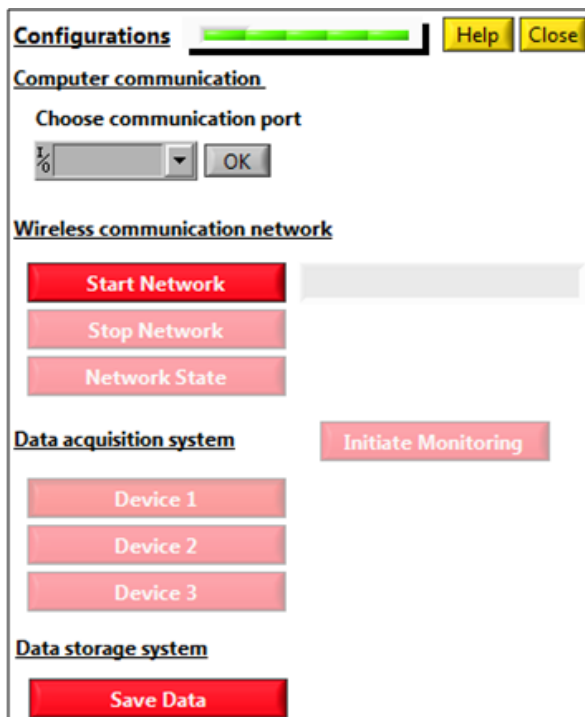 Configurations Help Close
Computer communication
Choose communication port
I/O OK
Wireless communication network
Start Network
Stop Network
Network State
Data acquisition system Initiate Monitoring
Device 1
Device 2
Device 3
Data storage system
Save Data